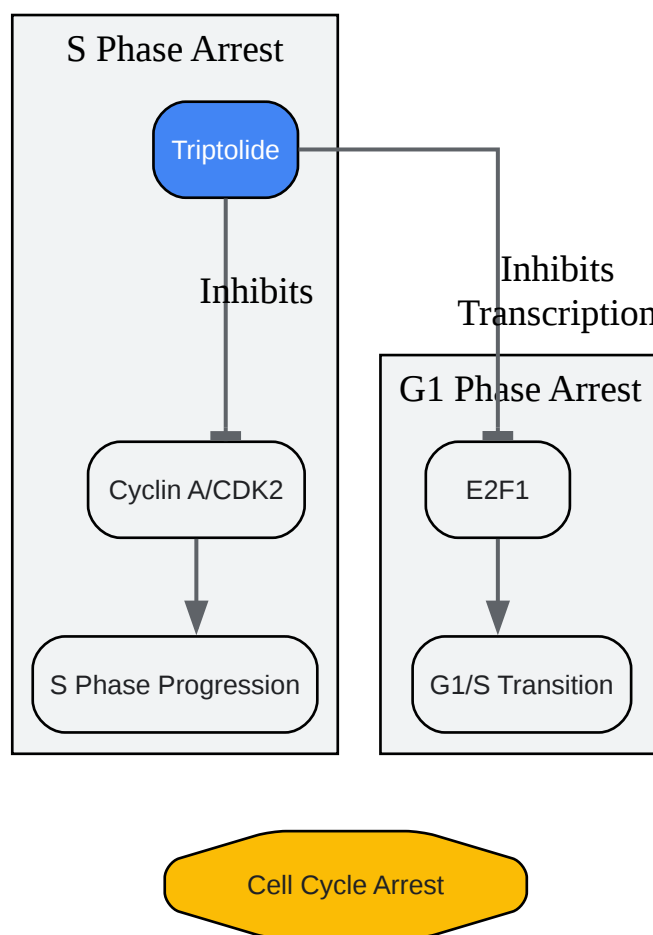 S Phase Arrest
Triptolide
Inhibits
Inhibits
Transcription
G1 Phase Arrest
Cyclin A/CDK2
E2F1
S Phase Progression
G1/S Transition
Cell Cycle Arrest